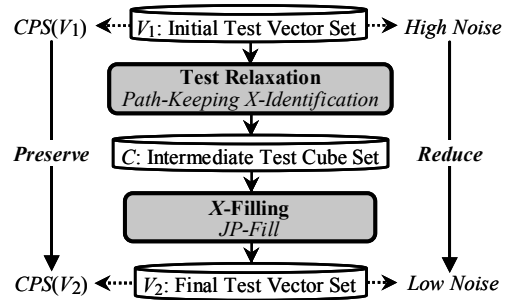 CPS(V1) V1: Initial Test Vector Set High Noise
Test Relaxation
Path-Keeping X-Identification
Preserve C: Intermediate Test Cube Set Reduce
X-Filling
JP-Fill
CPS(V2) V2: Final Test Vector Set Low Noise